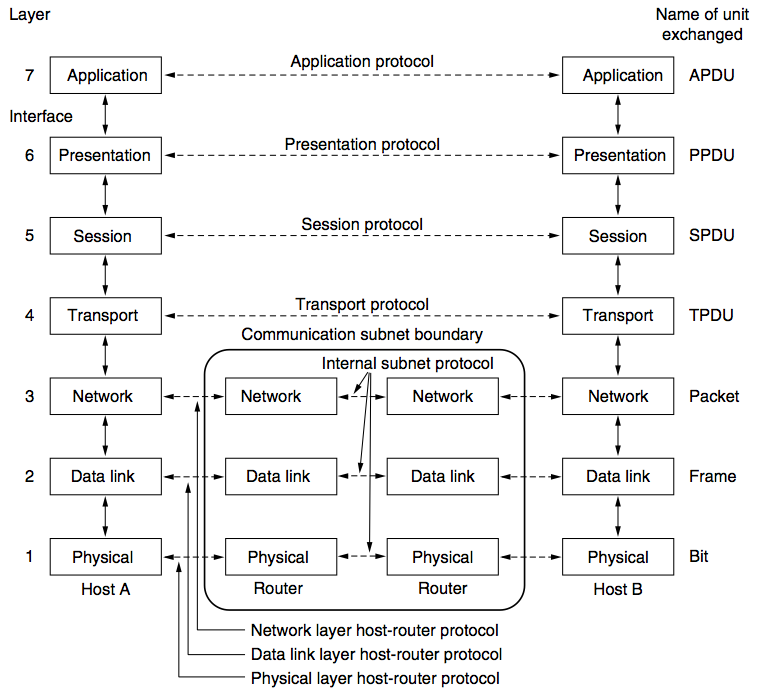 Layer
Name of unit
exchanged
Application protocol
7 Application Application APDU
Interface
Presentation protocol
6 Presentation Presentation PPDU
Session protocol
5 Session Session SPDU
Transport protocol
4 Transport Transport TPDU
Communication subnet boundary
Internal subnet protocol
3 Network Network Network Network Packet
2 Data link Data link Data link Data link Frame
1 Physical Physical Physical Physical Bit
Host A Router Router Host B
Network layer host-router protocol
Data link layer host-router protocol
Physical layer host-router protocol